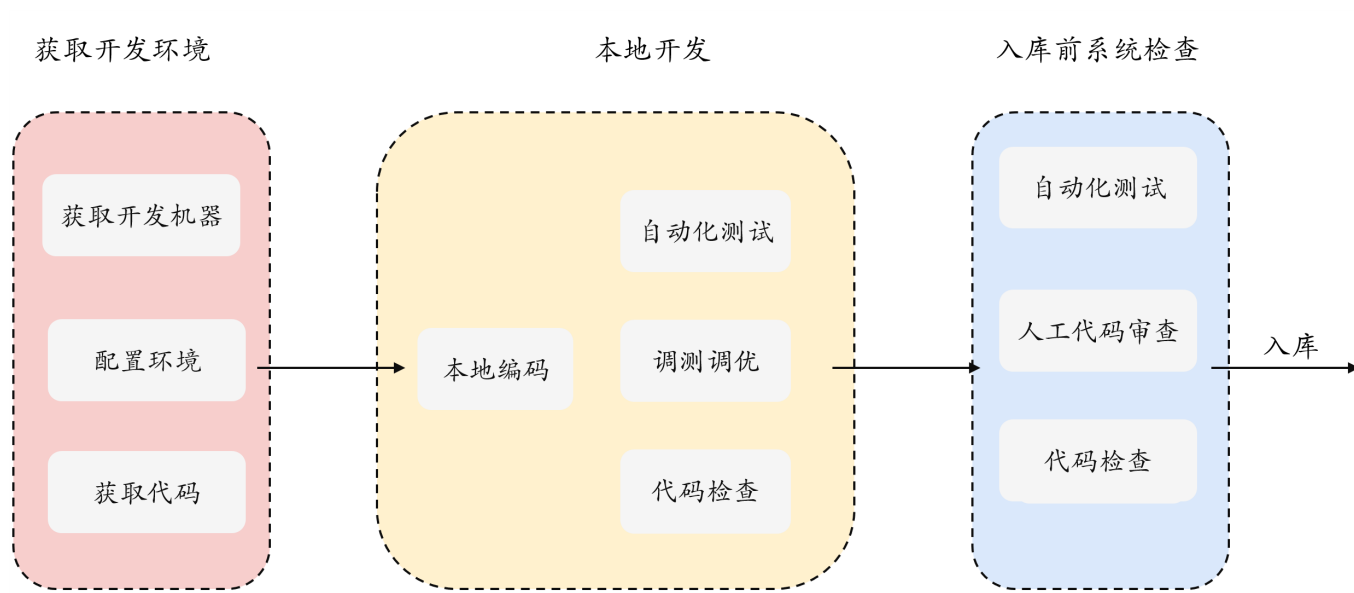 获取开发环境
本地开发
入库前系统检查
获取开发机器
配置环境
获取代码
本地编码
自动化测试
调测调优
代码检查
自动化测试
人工代码审查
代码检查
入库